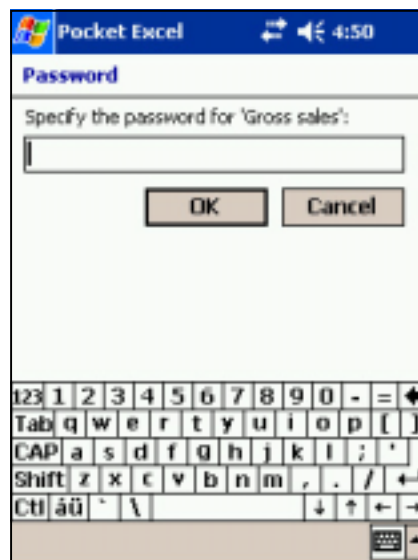 Pocket Excel 4:50
Password
Specify the password for 'Gross sales':
OK Cancel
123 1 2 3 4 5 6 7 8 9 0 - =
Tab q w e r t y u i o p [ ]
CAP a s d f g h j k l ; '
Shift z x c v b n m , . /
Ctl áü ` \ ↓ ↑ ← →